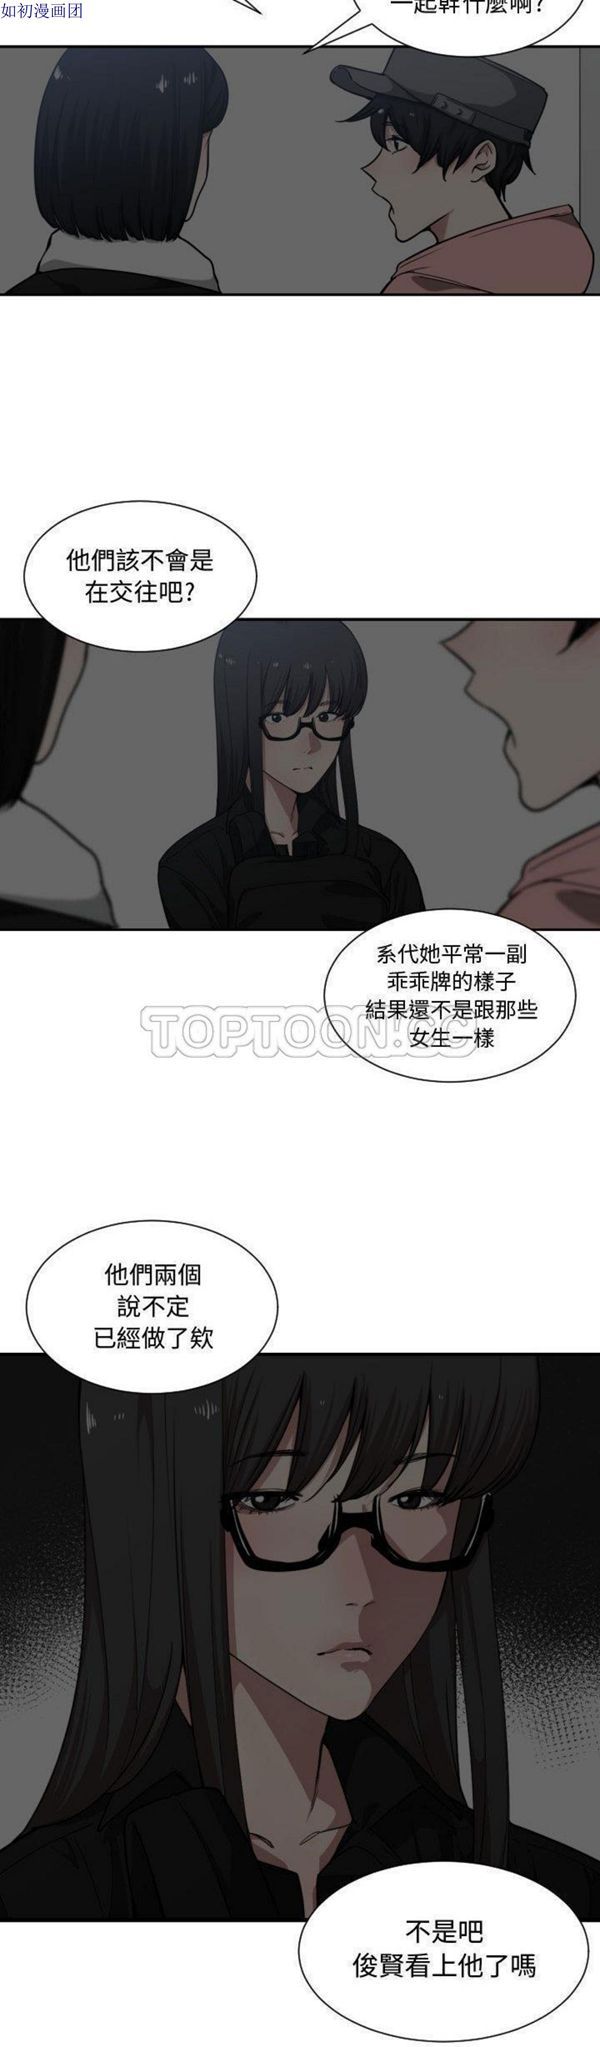 如初漫画团
一起幹什麼啊?
他們該不會是
在交往吧?
系代她平常一副
乖乖牌的樣子
結果還不是跟那些
女生一樣
TOPTOON.CC
他們兩個
說不定
已經做了欸
不是吧
俊賢看上他了嗎